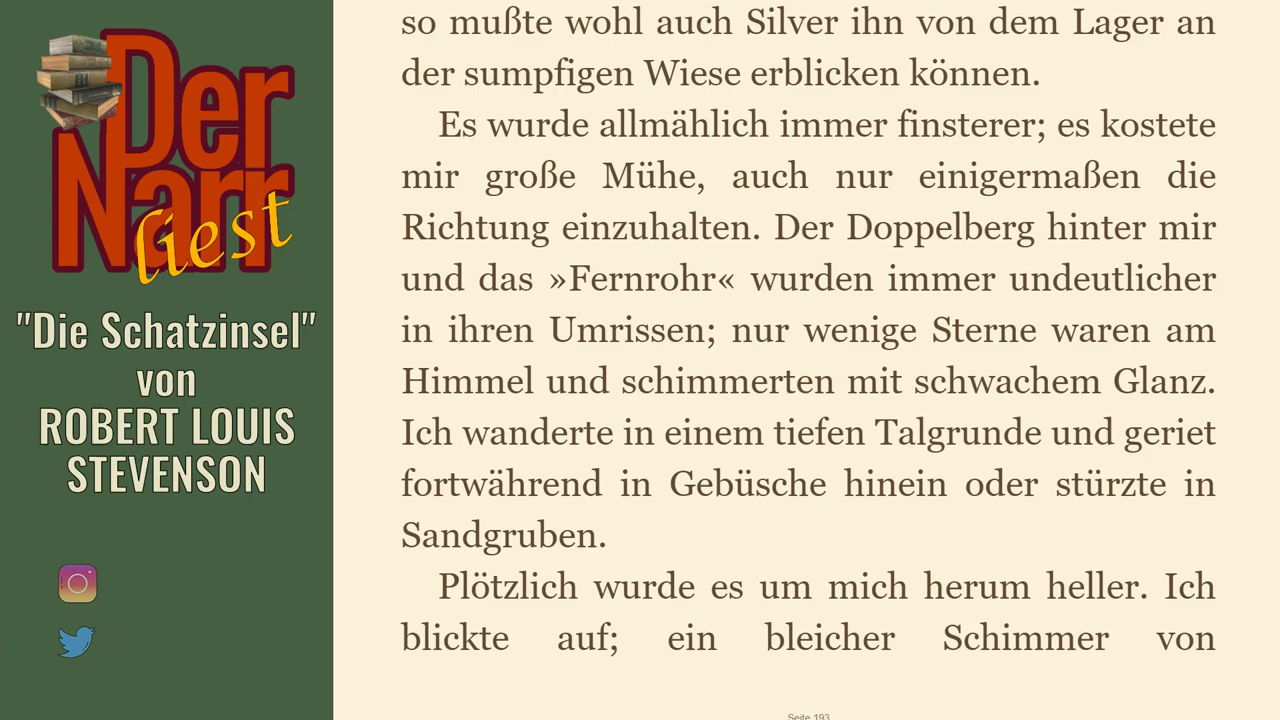 Der
Narr
liest
"Die Schatzinsel"
von
ROBERT LOUIS
STEVENSON
so mußte wohl auch Silver ihn von dem Lager an
der sumpfigen Wiese erblicken können.
Es wurde allmählich immer finsterer; es kostete
mir große Mühe, auch nur einigermaßen die
Richtung einzuhalten. Der Doppelberg hinter mir
und das »Fernrohr« wurden immer undeutlicher
in ihren Umrissen; nur wenige Sterne waren am
Himmel und schimmerten mit schwachem Glanz.
Ich wanderte in einem tiefen Talgrunde und geriet
fortwährend in Gebüsche hinein oder stürzte in
Sandgruben.
Plötzlich wurde es um mich herum heller. Ich
blickte auf; ein bleicher Schimmer von
Seite 193